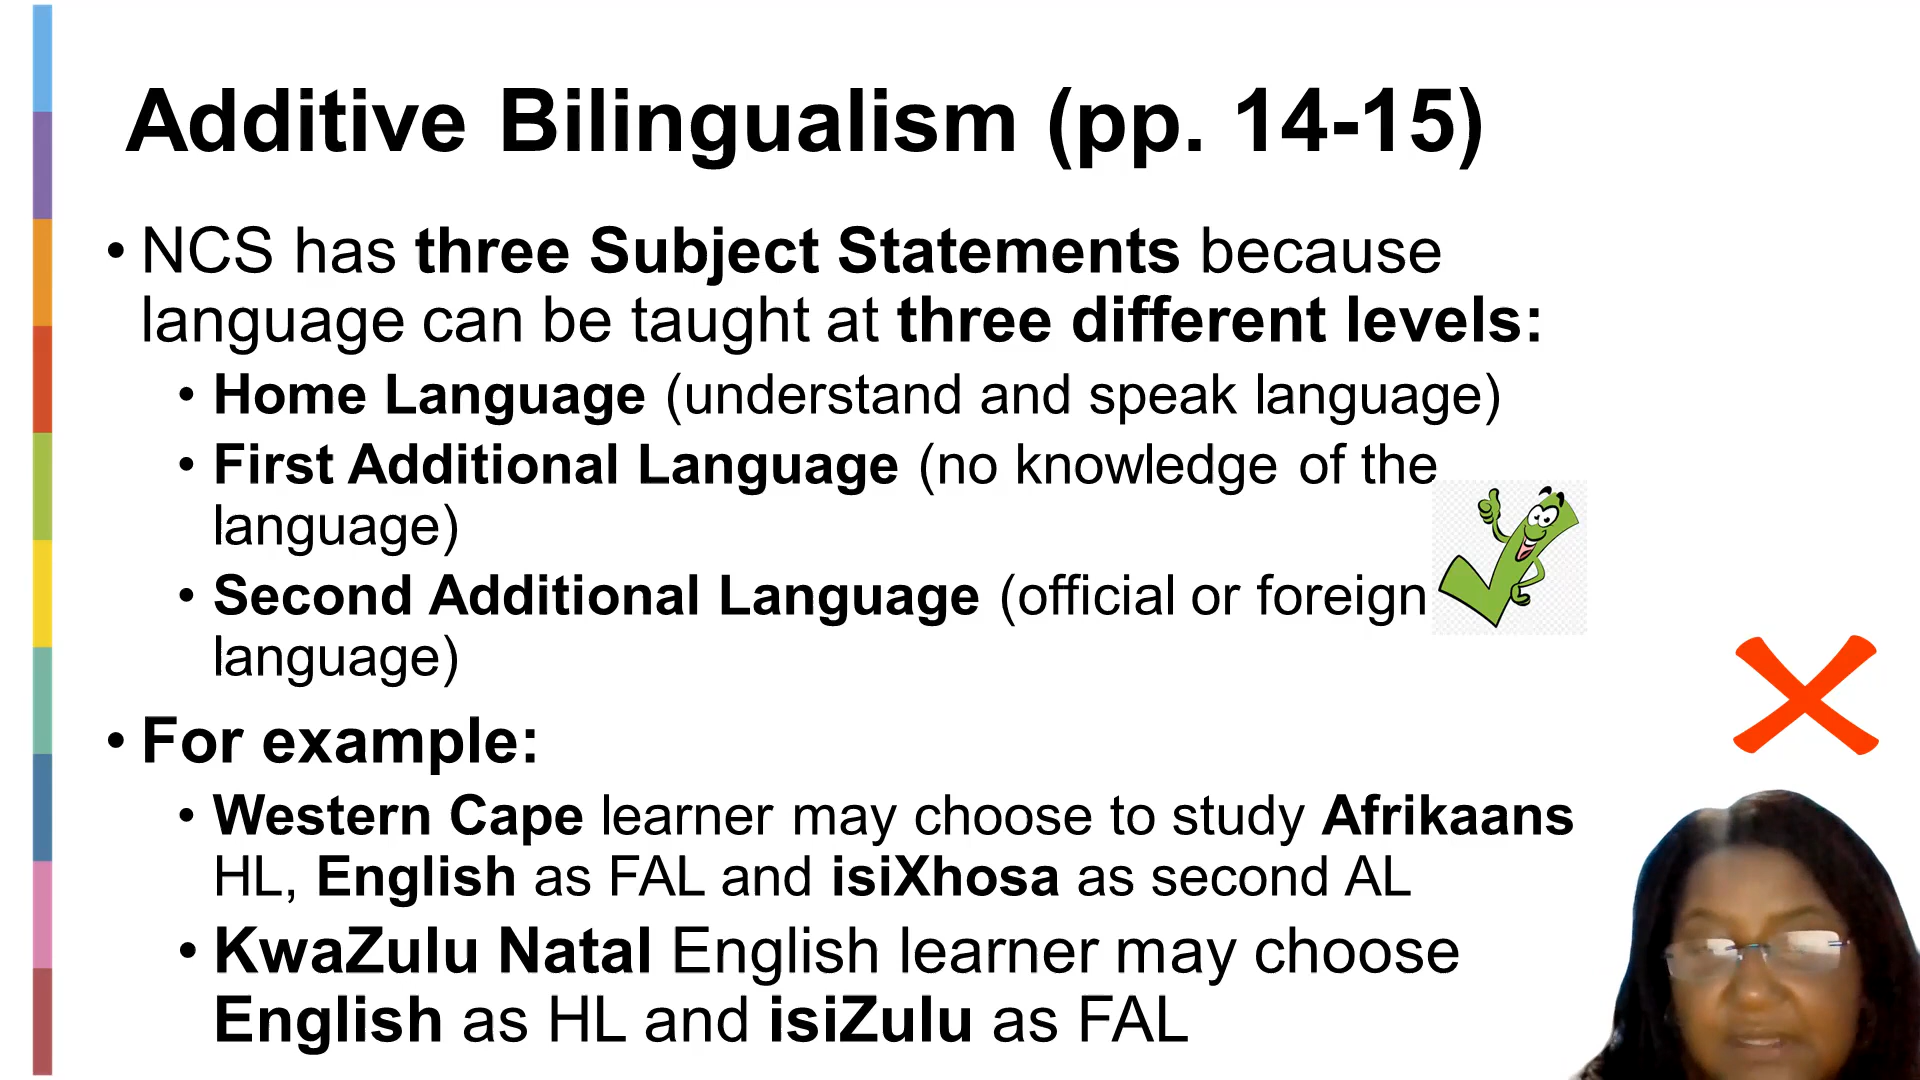 Additive Bilingualism (pp. 14-15)
• NCS has three Subject Statements because
language can be taught at three different levels:
• Home Language (understand and speak language)
• First Additional Language (no knowledge of the
language)
• Second Additional Language (official or foreign
language)
• For example:
• Western Cape learner may choose to study Afrikaans
HL, English as FAL and isiXhosa as second AL
• KwaZulu Natal English learner may choose
English as HL and isiZulu as FAL